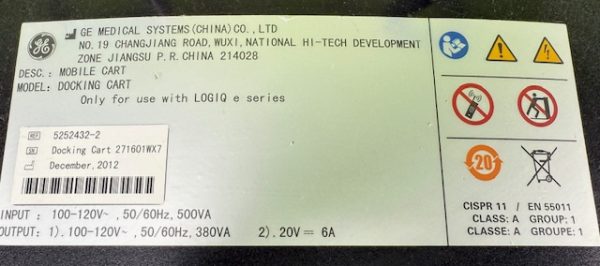 GE MEDICAL SYSTEMS(CHINA)CO., LTD
NO. 19 CHANGJIANG ROAD, WUXI, NATIONAL HI-TECH DEVELOPMENT
ZONE JIANGSU P. R. CHINA 214028
DESC.: MOBILE CART
MODEL: DOCKING CART
Only for use with LOGIQ e series
REF 5252432-2
SN Docking Cart 271601WX7
December, 2012
INPUT : 100-120V~ ,50/60Hz, 500VA
OUTPUT: 1). 100-120V~ ,50/60Hz, 380VA 2). 20V⎓ 6A
20
CISPR 11 / EN 55011
CLASS: A GROUP: 1
CLASSE: A GROUPE: 1